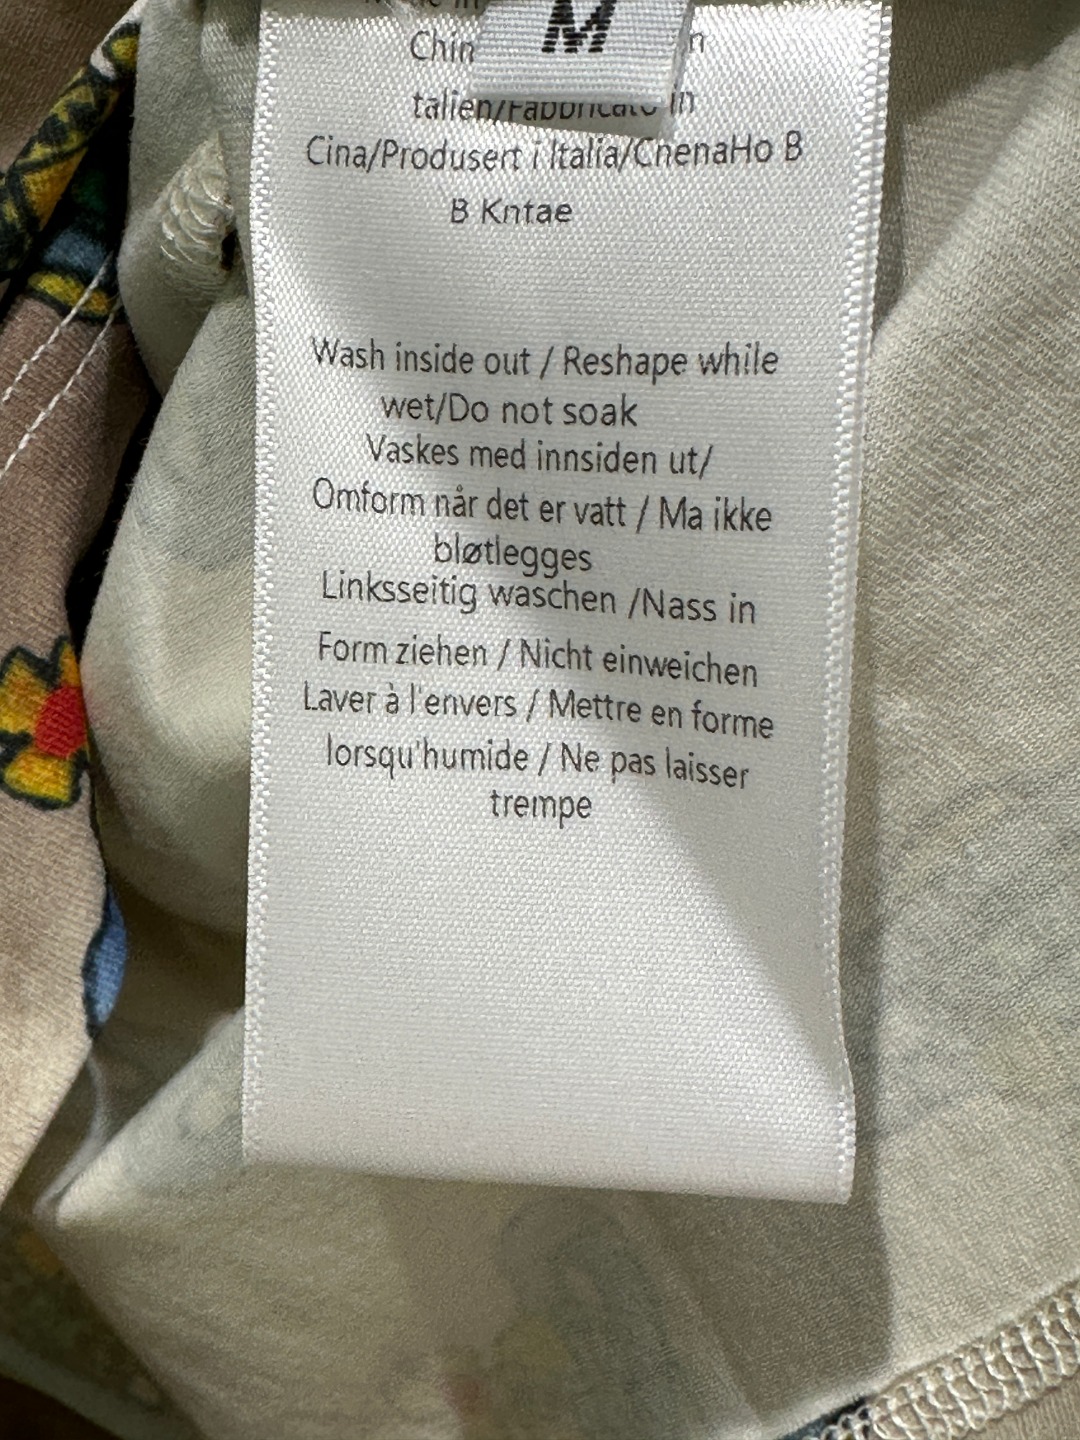 M
talien/Fabbricato in
Cina/Produsert i Italia/CnenaHo B
B Kntae
Wash inside out / Reshape while
wet/Do not soak
Vaskes med innsiden ut/
Omform når det er vatt / Ma ikke
bløtlegges
Linksseitig waschen /Nass in
Form ziehen / Nicht einweichen
Laver à l'envers / Mettre en forme
lorsqu'humide / Ne pas laisser
trempe